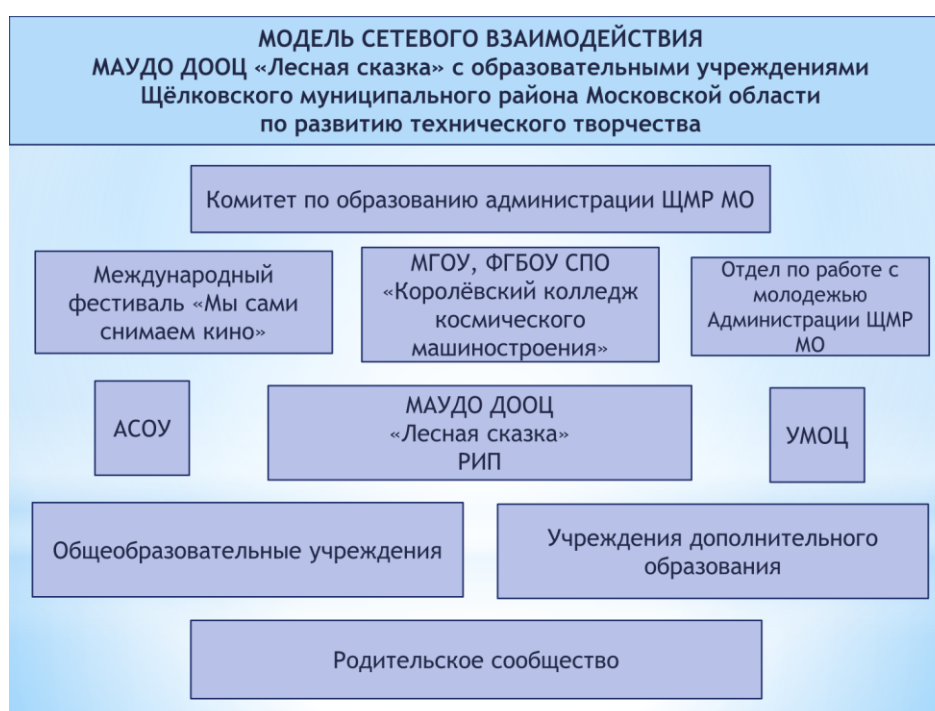 МОДЕЛЬ СЕТЕВОГО ВЗАИМОДЕЙСТВИЯ
МАУДО ДООЦ «Лесная сказка» с образовательными учреждениями
Щёлковского муниципального района Московской области
по развитию технического творчества
Комитет по образованию администрации ЩМР МО
Международный
фестиваль «Мы сами
снимаем кино»
МГОУ, ФГБОУ СПО
«Королёвский колледж
космического
машиностроения»
Отдел по работе с
молодежью
Администрации ЩМР
МО
АСОУ
МАУДО ДООЦ
«Лесная сказка»
РИП
УМОЦ
Общеобразовательные учреждения
Учреждения дополнительного
образования
Родительское сообщество